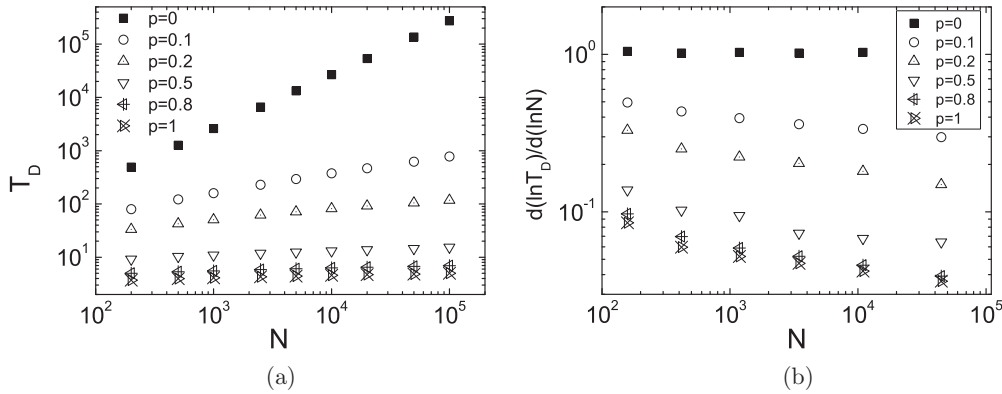 10^5
10^4
10^3
10^2
10^1
T_D
p=0
p=0.1
p=0.2
p=0.5
p=0.8
p=1
10^2
10^3
10^4
10^5
N
(a)
10^0
10^-1
d(lnT_D)/d(lnN)
p=0
p=0.1
p=0.2
p=0.5
p=0.8
p=1
10^2
10^3
10^4
10^5
N
(b)